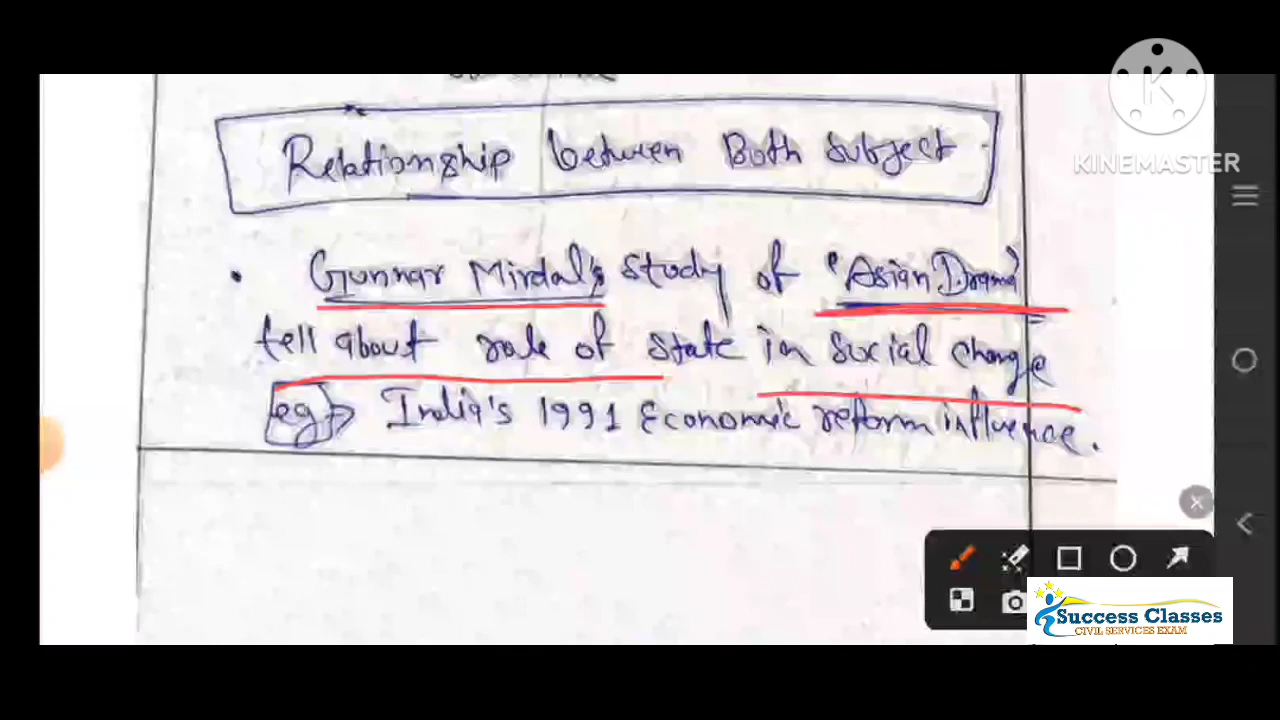 KINEMASTER
Relationship between Both subject
• Gunnar Mirdal's study of 'Asian Drama'
tell about role of state in social change
eg India's 1991 Economic reform influence.
Success Classes
CIVIL SERVICES EXAM